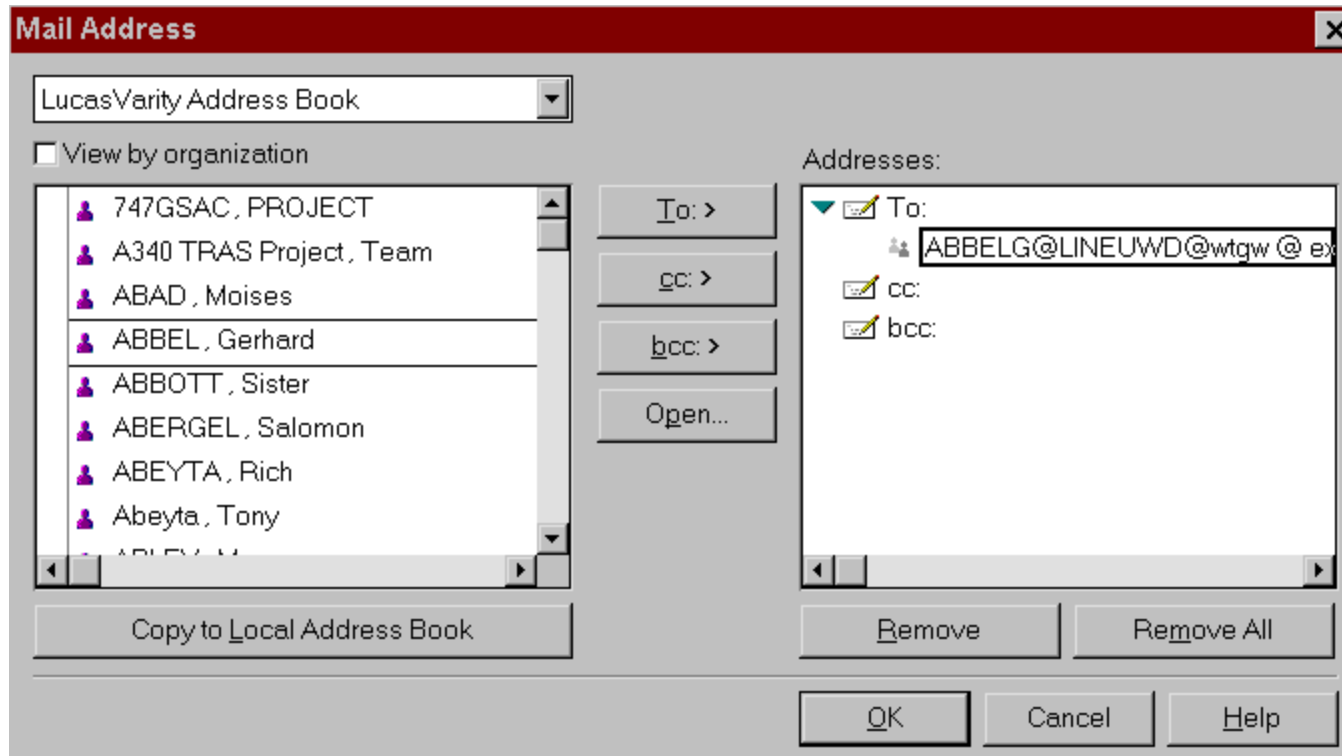 Mail Address
LucasVarity Address Book
View by organization
747GSAC, PROJECT
A340 TRAS Project, Team
ABAD, Moises
ABBEL, Gerhard
ABBOTT, Sister
ABERGEL, Salomon
ABEYTA, Rich
Abeyta, Tony
Copy to Local Address Book
To: >
cc: >
bcc: >
Open...
Addresses:
To:
ABBELG@LINEUWD@wtgw @ ex
cc:
bcc:
Remove
Remove All
OK
Cancel
Help